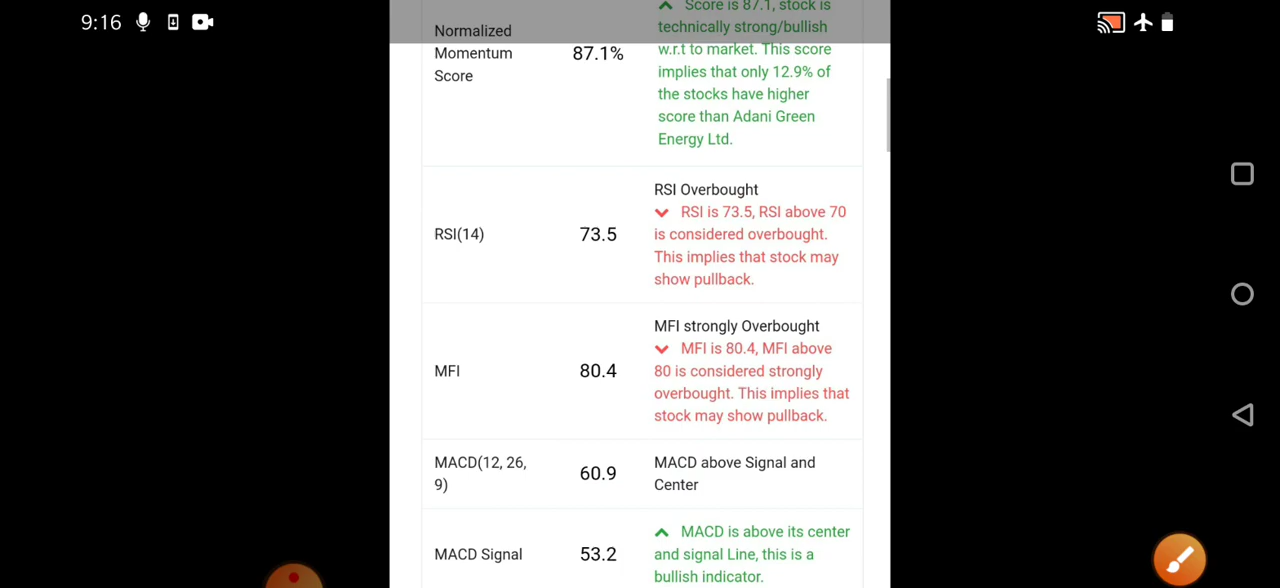 9:16
Normalized
Momentum
Score
87.1%
Score is 87.1, stock is
technically strong/bullish
w.r.t to market. This score
implies that only 12.9% of
the stocks have higher
score than Adani Green
Energy Ltd.
RSI(14)
73.5
RSI Overbought
RSI is 73.5, RSI above 70
is considered overbought.
This implies that stock may
show pullback.
MFI
80.4
MFI strongly Overbought
MFI is 80.4, MFI above
80 is considered strongly
overbought. This implies that
stock may show pullback.
MACD(12, 26,
9)
60.9
MACD above Signal and
Center
MACD Signal
53.2
MACD is above its center
and signal Line, this is a
bullish indicator.